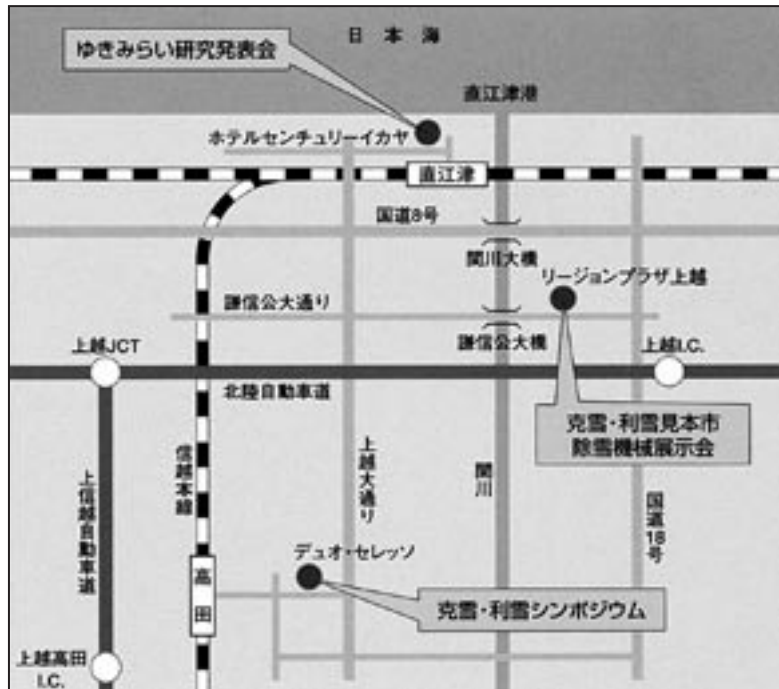 日本海
ゆきみらい研究発表会
直江津港
ホテルセンチュリーイカヤ
直江津
国道8号
関川大橋
リージョンプラザ上越
謙信公大通り
謙信公大橋
上越JCT
上越I.C.
北陸自動車道
克雪・利雪見本市
除雪機械展示会
信越本線
上越大通り
関川
上信越自動車道
国道18号
デュオ・セレッソ
高田
克雪・利雪シンポジウム
上越高田
I.C.